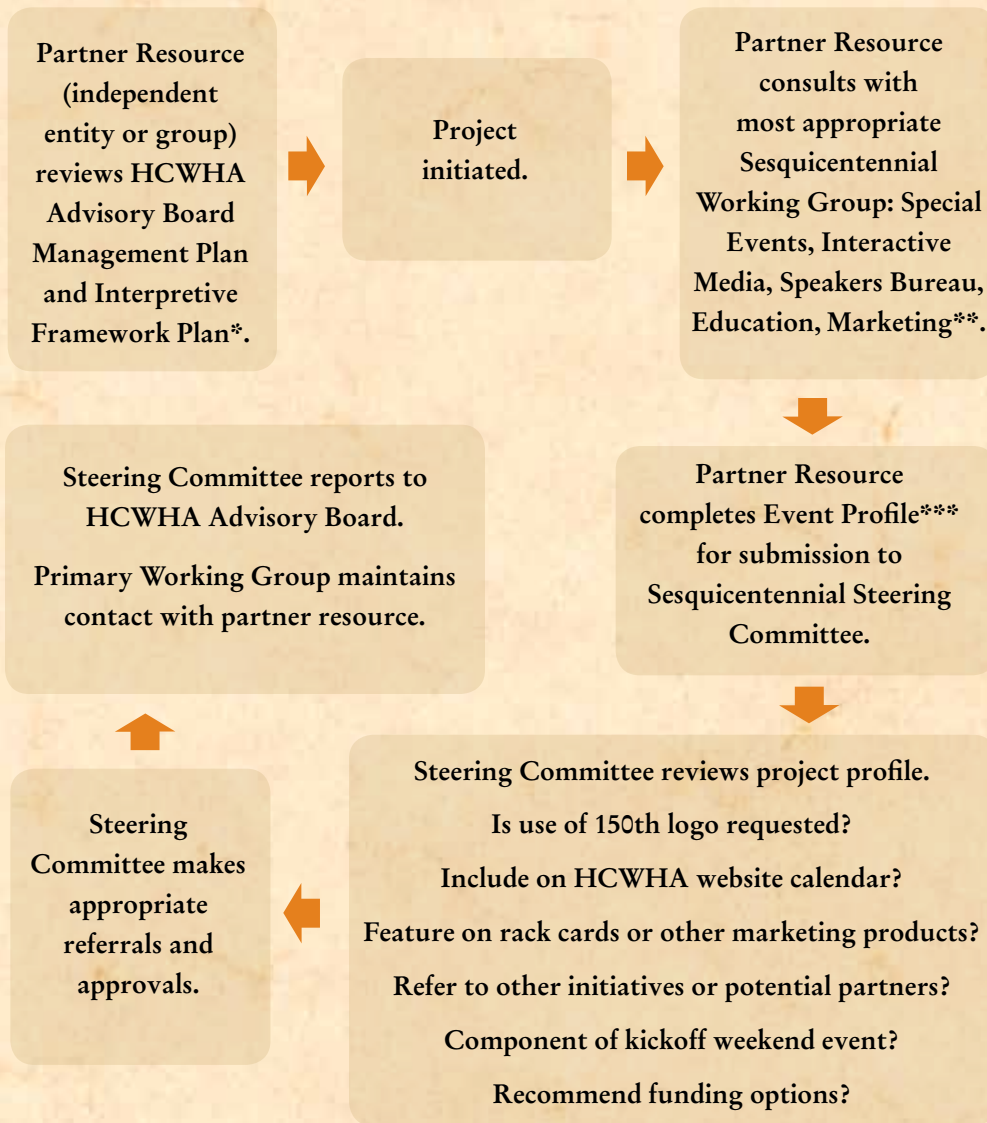 Partner Resource
(independent
entity or group)
reviews HCWHA
Advisory Board
Management Plan
and Interpretive
Framework Plan*.
Project
initiated.
Partner Resource
consults with
most appropriate
Sesquicentennial
Working Group: Special
Events, Interactive
Media, Speakers Bureau,
Education, Marketing**.
Partner Resource
completes Event Profile***
for submission to
Sesquicentennial Steering
Committee.
Steering Committee reviews project profile.
Is use of 150th logo requested?
Include on HCWHA website calendar?
Feature on rack cards or other marketing products?
Refer to other initiatives or potential partners?
Component of kickoff weekend event?
Recommend funding options?
Steering
Committee makes
appropriate
referrals and
approvals.
Steering Committee reports to
HCWHA Advisory Board.
Primary Working Group maintains
contact with partner resource.